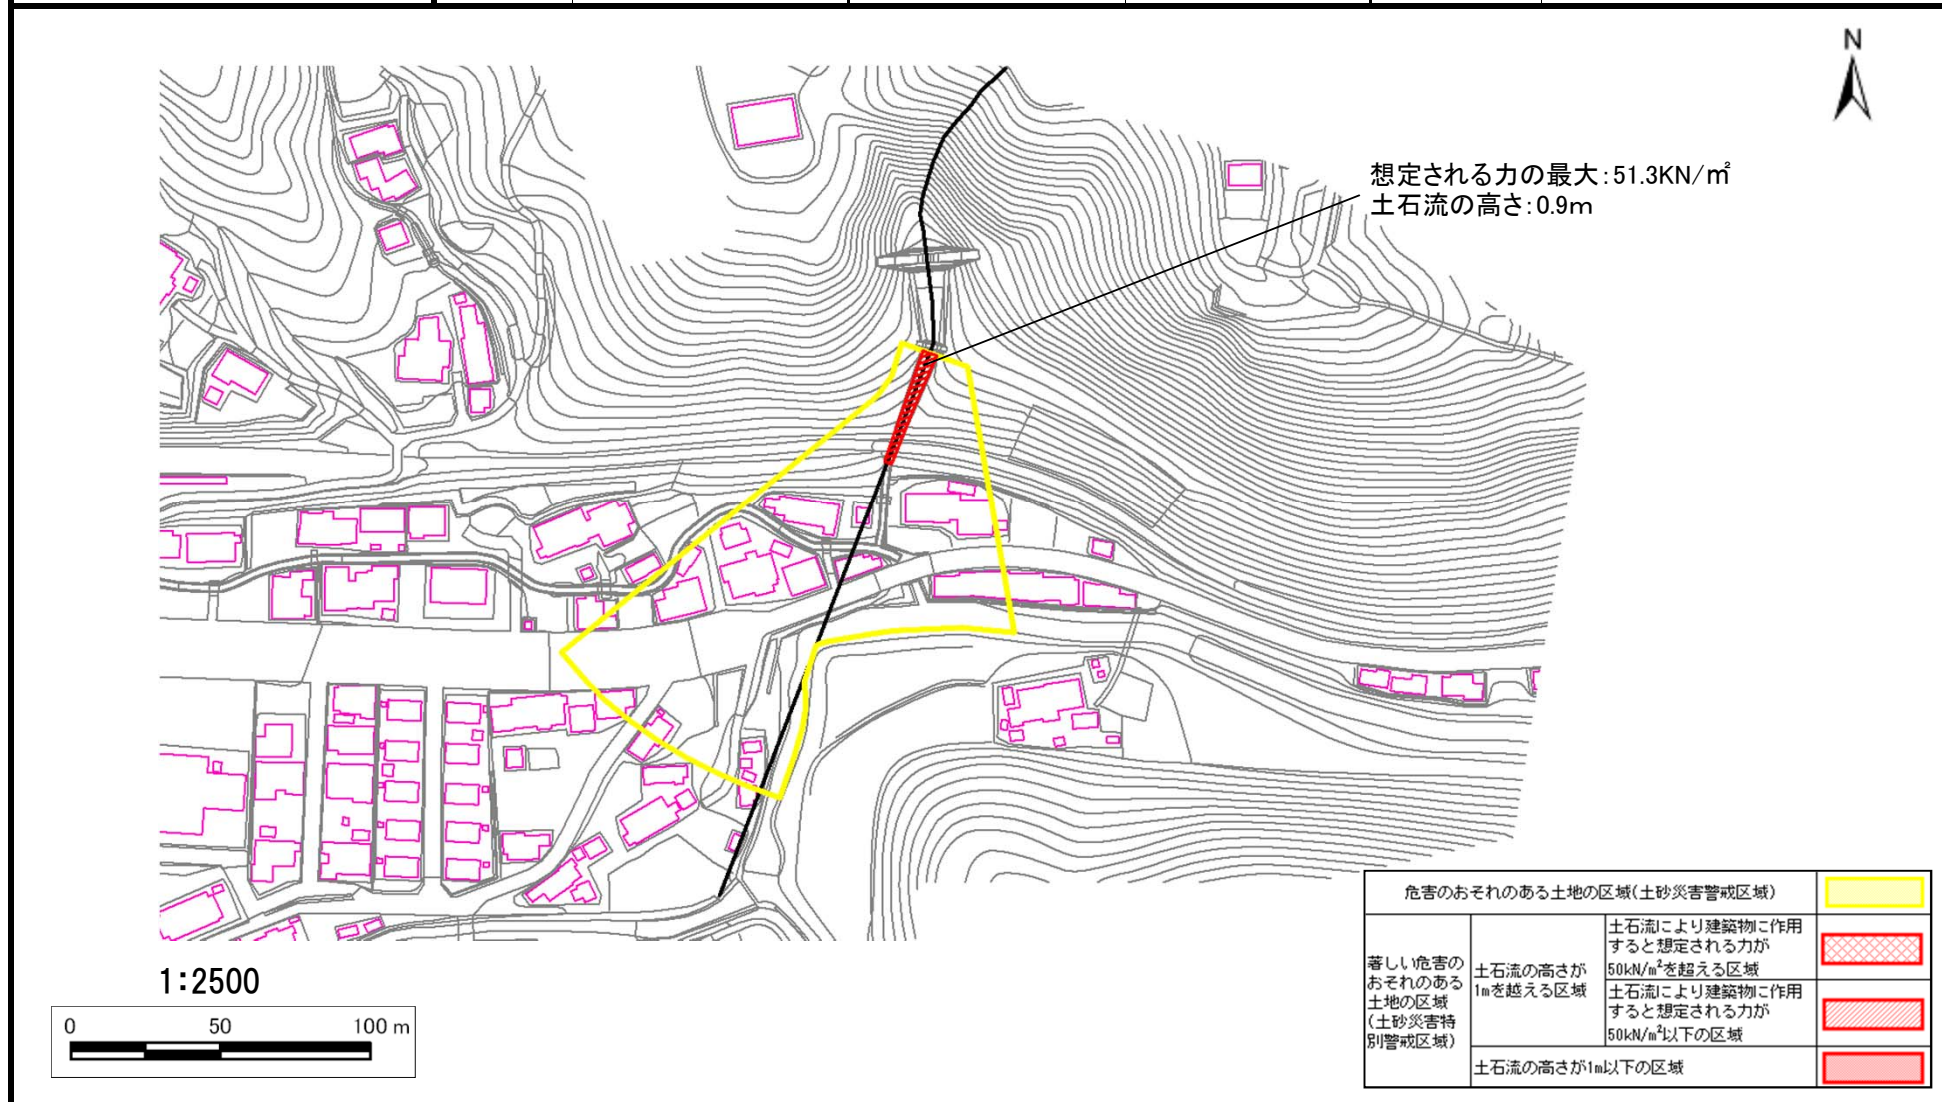 N
想定される力の最大:51.3KN/㎡
土石流の高さ:0.9m
1:2500
0 50 100 m
危害のおそれのある土地の区域(土砂災害警戒区域)
著しい危害の
おそれのある
土地の区域
(土砂災害特
別警戒区域)
土石流の高さが
1mを越える区域
土石流により建築物に作用
すると想定される力が
50kN/m²を超える区域
土石流により建築物に作用
すると想定される力が
50kN/m²以下の区域
土石流の高さが1m以下の区域